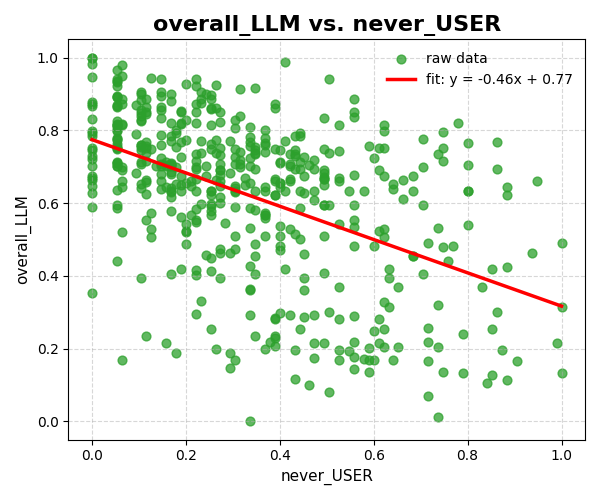 overall_LLM vs. never_USER
raw data
fit: y = -0.46x + 0.77
overall_LLM
1.0
0.8
0.6
0.4
0.2
0.0
0.0 0.2 0.4 0.6 0.8 1.0
never_USER